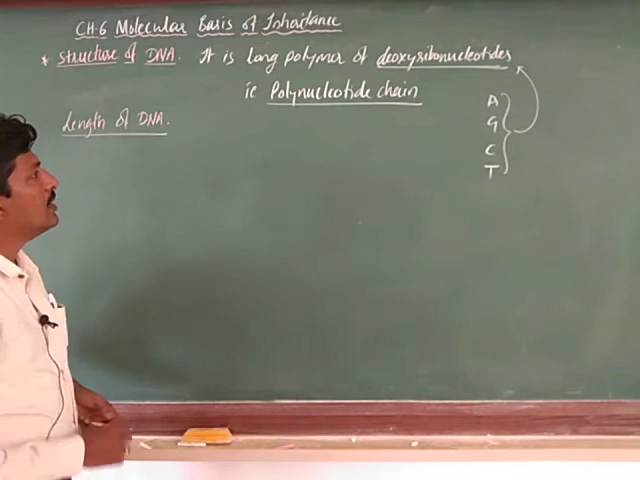 CH.6 Molecular Basis of Inheritance
* Structure of DNA. It is long polymer of deoxyribonucleotides
ie Polynucleotide chain
A
G
C
T
Length of DNA.